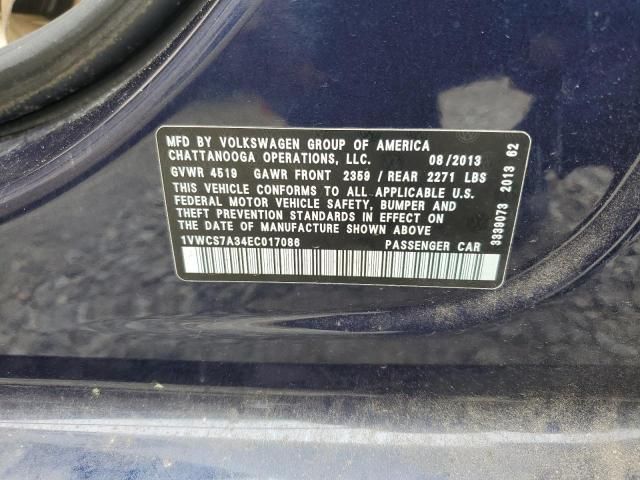 MFD BY VOLKSWAGEN GROUP OF AMERICA
CHATTANOOGA OPERATIONS, LLC. 08/2013
GVWR 4519 GAWR FRONT 2359 / REAR 2271 LBS
THIS VEHICLE CONFORMS TO ALL APPLICABLE U.S.
FEDERAL MOTOR VEHICLE SAFETY, BUMPER AND
THEFT PREVENTION STANDARDS IN EFFECT ON
THE DATE OF MANUFACTURE SHOWN ABOVE
1VWCS7A34EC017086 PASSENGER CAR
3339073 2013 62